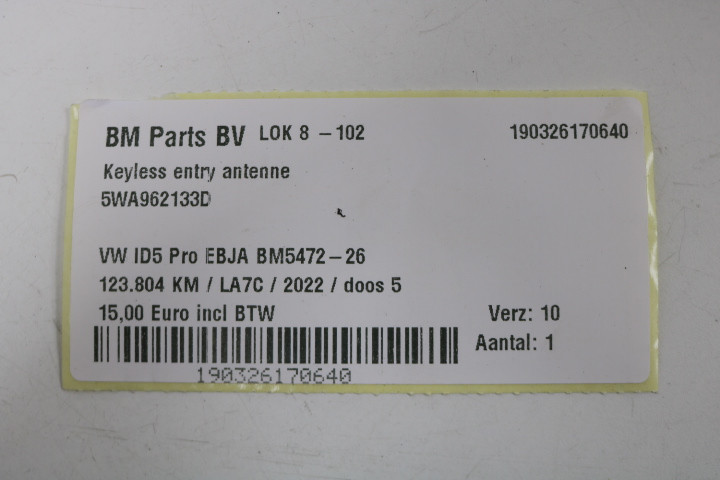 BM Parts BV LOK 8 - 102 190326170640
Keyless entry antenne
5WA962133D
VW ID5 Pro EBJA BM5472-26
123.804 KM / LA7C / 2022 / doos 5
15,00 Euro incl BTW Verz: 10
Aantal: 1
190326170640